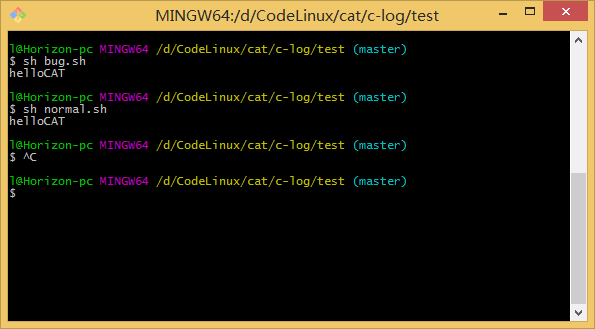 MINGW64:/d/CodeLinux/cat/c-log/test
l@Horizon-pc MINGW64 /d/CodeLinux/cat/c-log/test (master)
$ sh bug.sh
helloCAT
l@Horizon-pc MINGW64 /d/CodeLinux/cat/c-log/test (master)
$ sh normal.sh
helloCAT
l@Horizon-pc MINGW64 /d/CodeLinux/cat/c-log/test (master)
$ ^C
l@Horizon-pc MINGW64 /d/CodeLinux/cat/c-log/test (master)
$